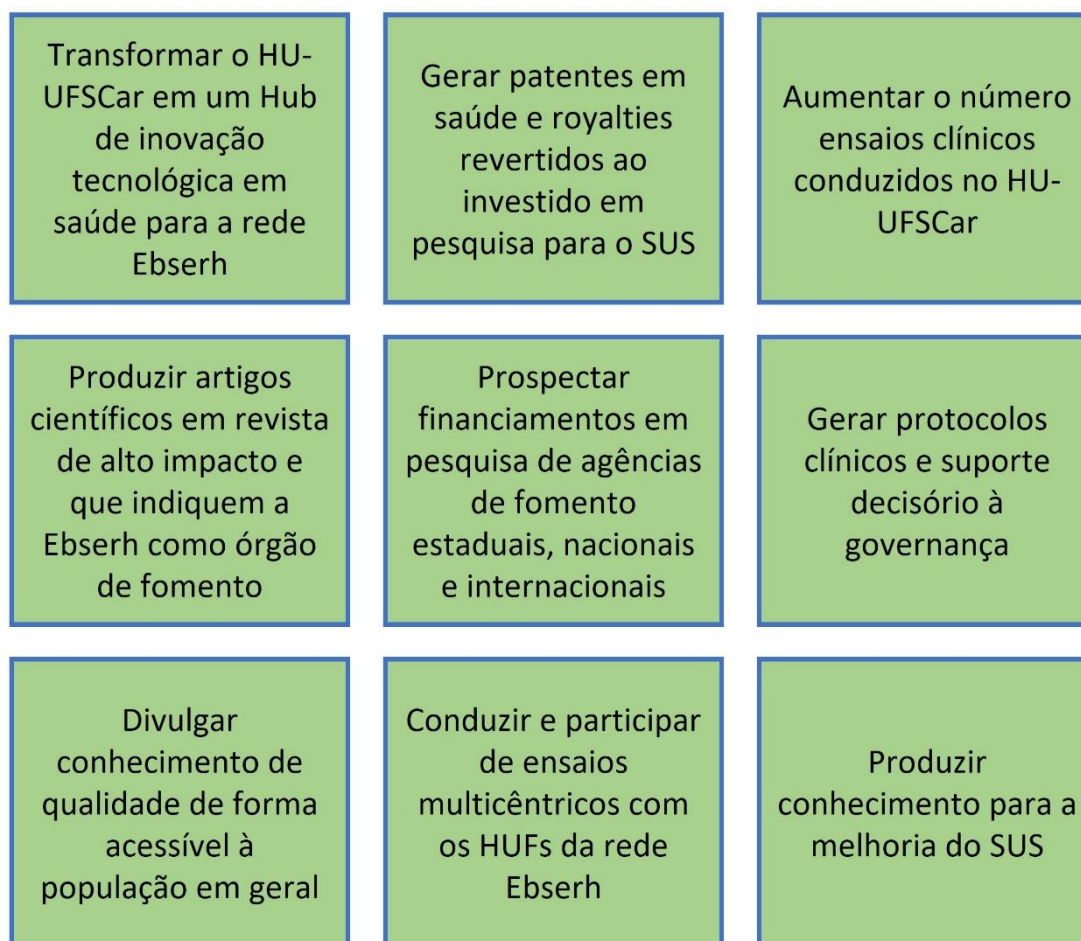 Transformar o HU-
UFSCar em um Hub
de inovação
tecnológica em
saúde para a rede
Ebserh
Gerar patentes em
saúde e royalties
revertidos ao
investido em
pesquisa para o SUS
Aumentar o número
ensaios clínicos
conduzidos no HU-
UFSCar
Produzir artigos
científicos em revista
de alto impacto e
que indiquem a
Ebserh como órgão
de fomento
Prospectar
financiamentos em
pesquisa de agências
de fomento
estaduais, nacionais
e internacionais
Gerar protocolos
clínicos e suporte
decisório à
governança
Divulgar
conhecimento de
qualidade de forma
acessível à
população em geral
Conduzir e participar
de ensaios
multicêntricos com
os HUFs da rede
Ebserh
Produzir
conhecimento para a
melhoria do SUS